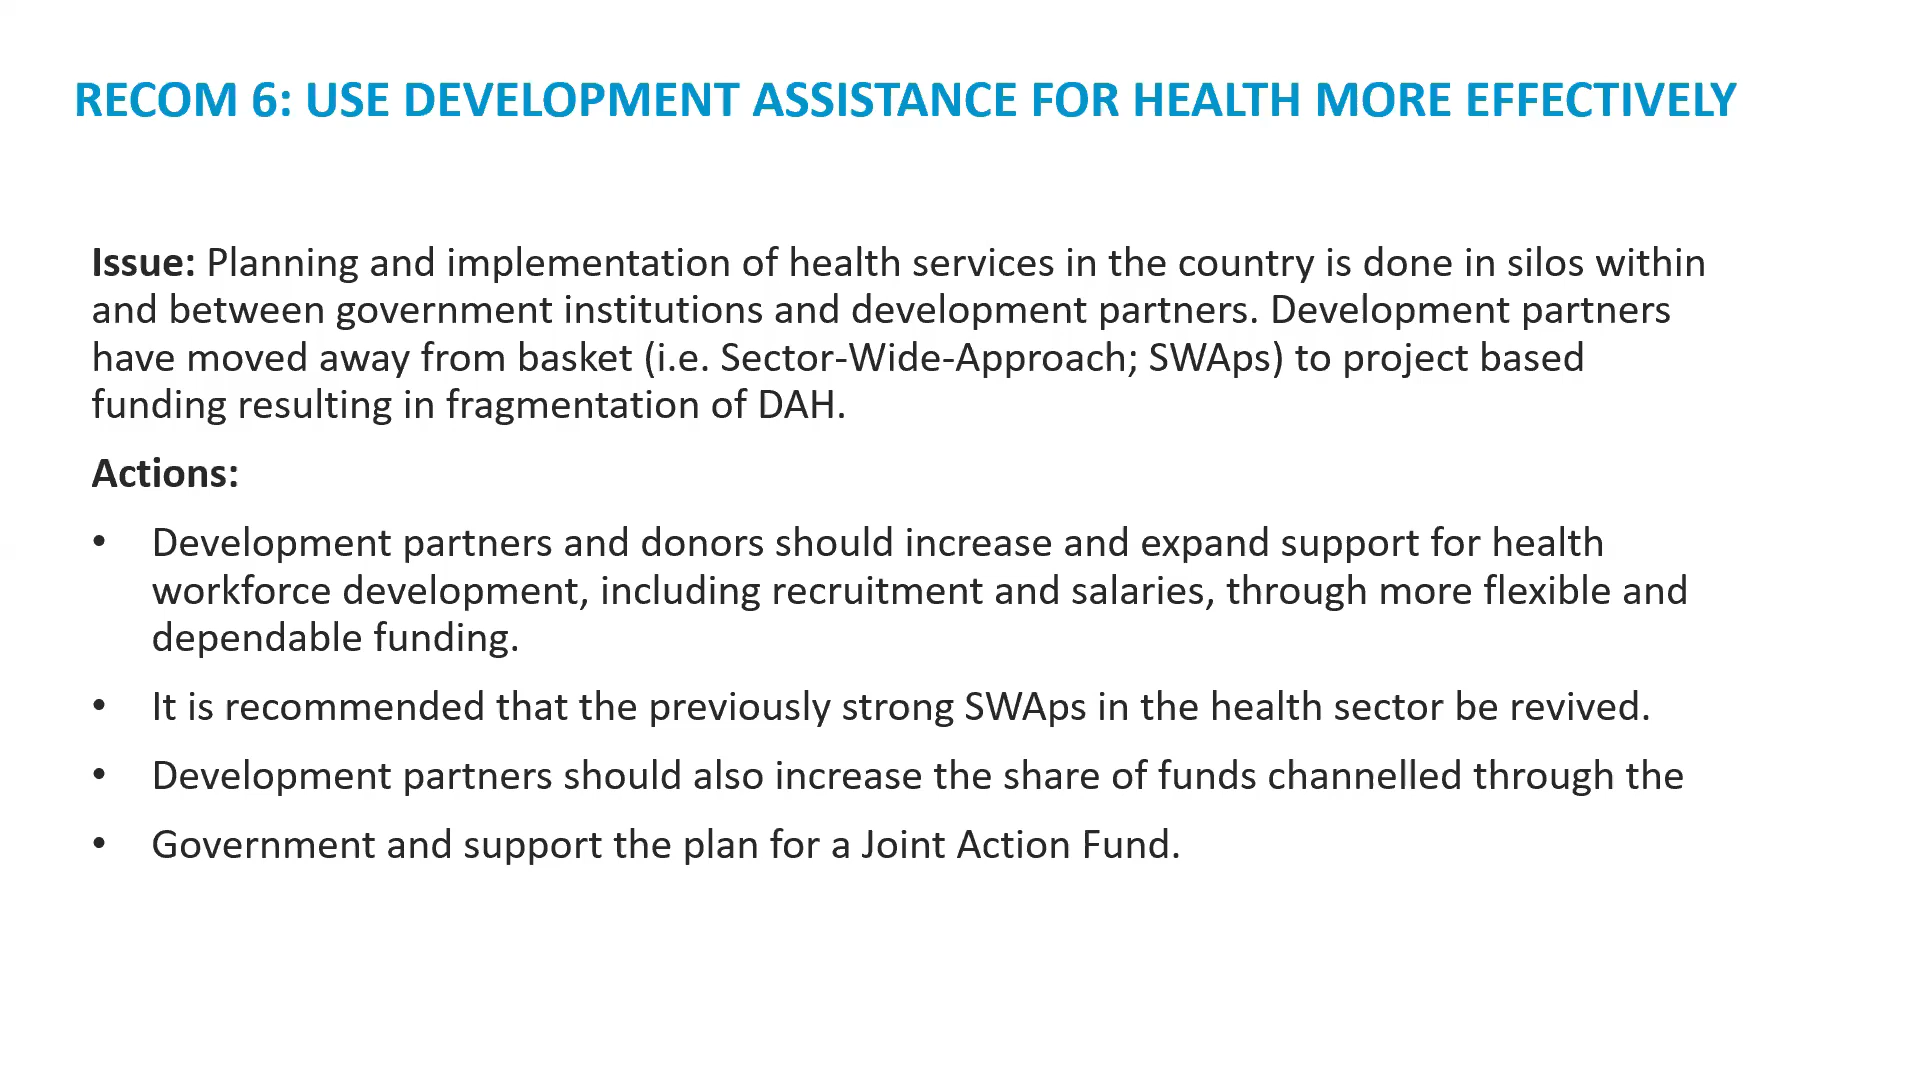 RECOM 6: USE DEVELOPMENT ASSISTANCE FOR HEALTH MORE EFFECTIVELY
Issue: Planning and implementation of health services in the country is done in silos within
and between government institutions and development partners. Development partners
have moved away from basket (i.e. Sector-Wide-Approach; SWAps) to project based
funding resulting in fragmentation of DAH.
Actions:
• Development partners and donors should increase and expand support for health
workforce development, including recruitment and salaries, through more flexible and
dependable funding.
• It is recommended that the previously strong SWAps in the health sector be revived.
• Development partners should also increase the share of funds channelled through the
• Government and support the plan for a Joint Action Fund.